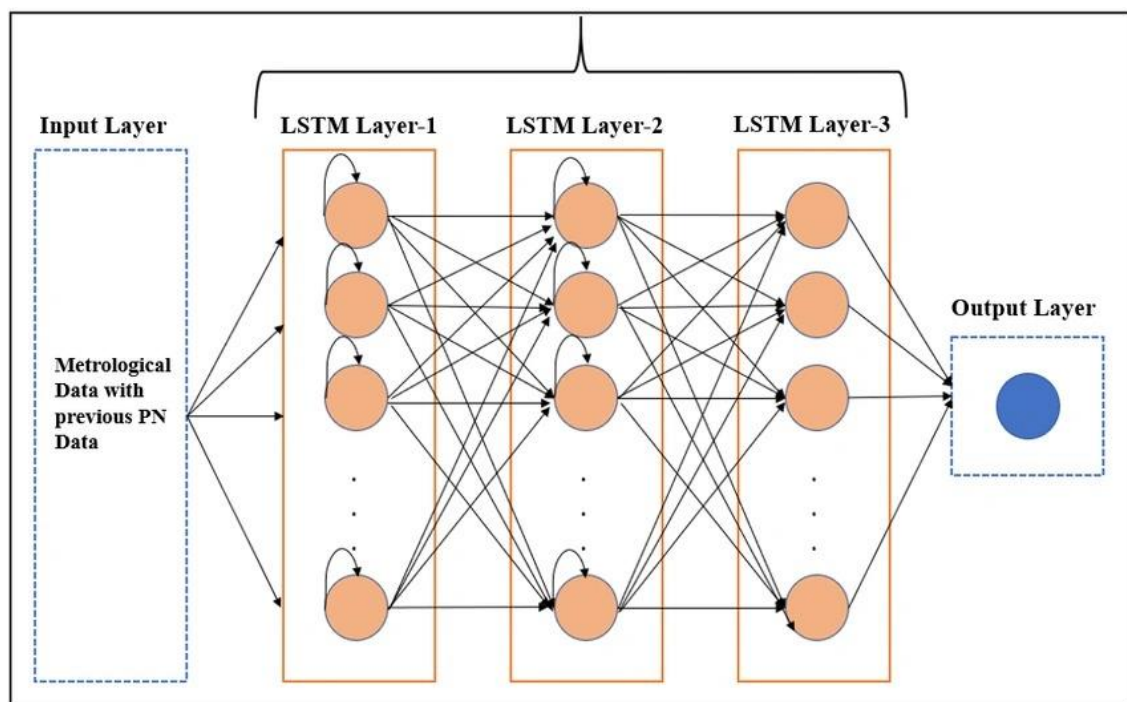 Input Layer
LSTM Layer-1
LSTM Layer-2
LSTM Layer-3
Metrological
Data with
previous PN
Data
Output Layer